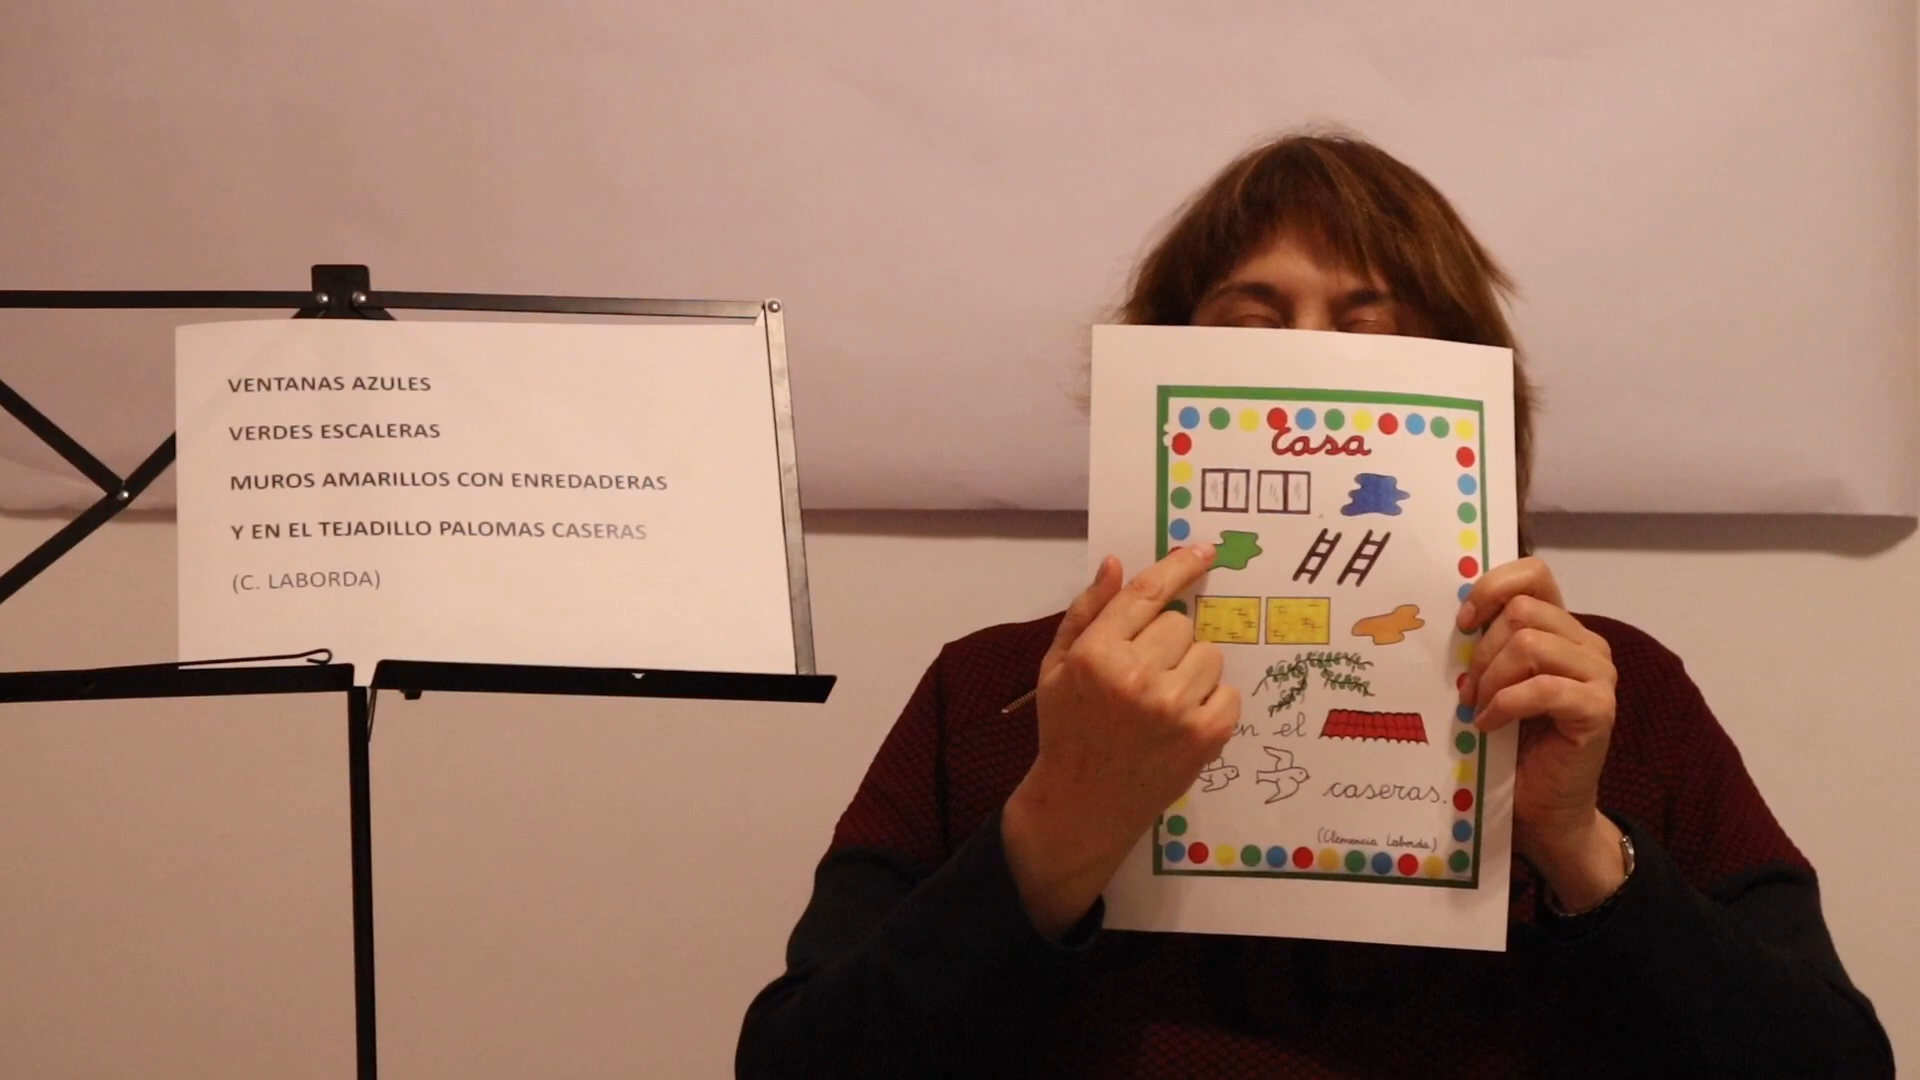 VENTANAS AZULES
VERDES ESCALERAS
MUROS AMARILLOS CON ENREDADERAS
Y EN EL TEJADILLO PALOMAS CASERAS
(C. LABORDA)
Casa
en el
caseras.
(Clemencia Laborda)